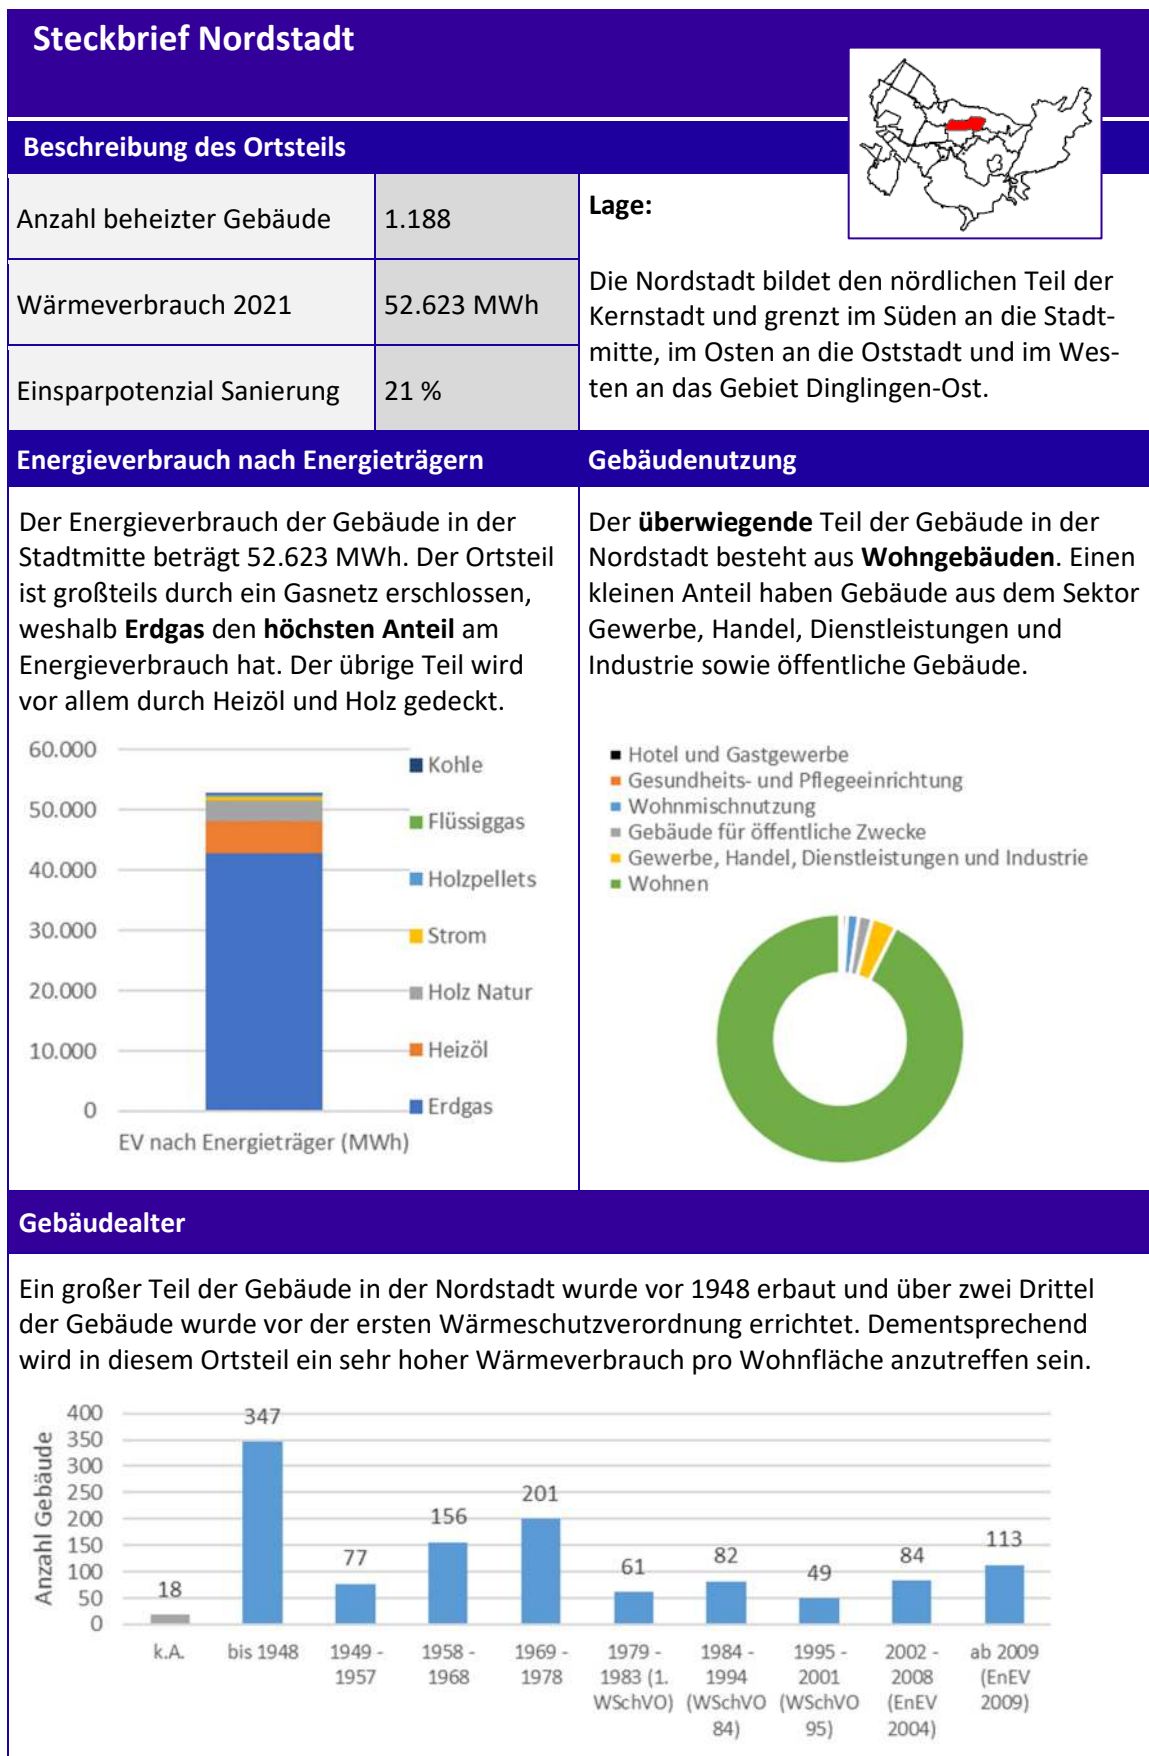 Steckbrief Nordstadt
Beschreibung des Ortsteils
Anzahl beheizter Gebäude
1.188
Wärmeverbrauch 2021
52.623 MWh
Einsparpotenzial Sanierung
21 %
Lage:
Die Nordstadt bildet den nördlichen Teil der
Kernstadt und grenzt im Süden an die Stadt-
mitte, im Osten an die Oststadt und im Wes-
ten an das Gebiet Dinglingen-Ost.
Energieverbrauch nach Energieträgern
Der Energieverbrauch der Gebäude in der
Stadtmitte beträgt 52.623 MWh. Der Ortsteil
ist großteils durch ein Gasnetz erschlossen,
weshalb Erdgas den höchsten Anteil am
Energieverbrauch hat. Der übrige Teil wird
vor allem durch Heizöl und Holz gedeckt.
60.000
50.000
40.000
30.000
20.000
10.000
0
EV nach Energieträger (MWh)
Kohle
Flüssiggas
Holzpellets
Strom
Holz Natur
Heizöl
Erdgas
Gebäudenutzung
Der überwiegende Teil der Gebäude in der
Nordstadt besteht aus Wohngebäuden. Einen
kleinen Anteil haben Gebäude aus dem Sektor
Gewerbe, Handel, Dienstleistungen und
Industrie sowie öffentliche Gebäude.
Hotel und Gastgewerbe
Gesundheits- und Pflegeeinrichtung
Wohnmischnutzung
Gebäude für öffentliche Zwecke
Gewerbe, Handel, Dienstleistungen und Industrie
Wohnen
Gebäudealter
Ein großer Teil der Gebäude in der Nordstadt wurde vor 1948 erbaut und über zwei Drittel
der Gebäude wurde vor der ersten Wärmeschutzverordnung errichtet. Dementsprechend
wird in diesem Ortsteil ein sehr hoher Wärmeverbrauch pro Wohnfläche anzutreffen sein.
Anzahl Gebäude
400
350
300
250
200
150
100
50
0
18
347
77
156
201
61
82
49
84
113
k.A.
bis 1948
1949 -
1957
1958 -
1968
1969 -
1978
1979 -
1983 (1.
WSchVO)
1984 -
1994
(WSchVO
84)
1995 -
2001
(WSchVO
95)
2002 -
2008
(EnEV
2004)
ab 2009
(EnEV
2009)